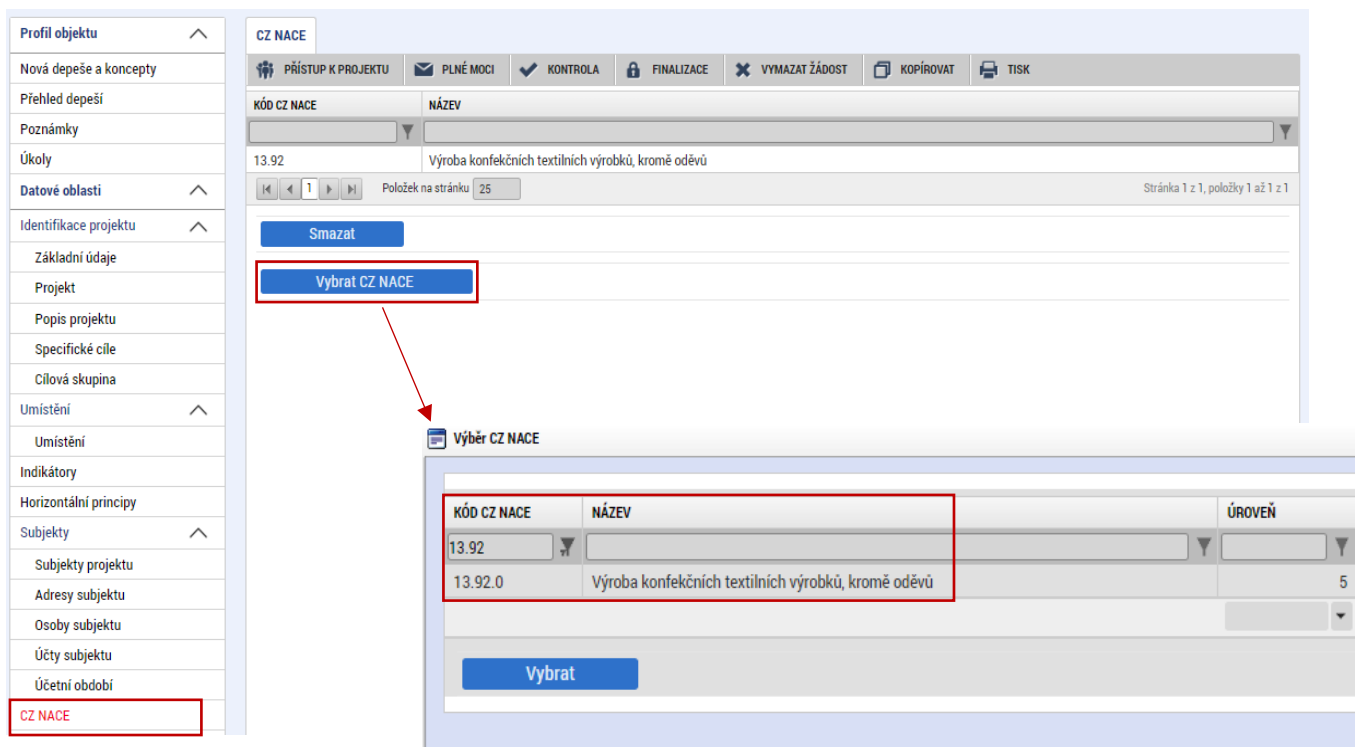 Profil objektu
Nová depeše a koncepty
Přehled depeší
Poznámky
Úkoly
Datové oblasti
Identifikace projektu
Základní údaje
Projekt
Popis projektu
Specifické cíle
Cílová skupina
Umístění
Umístění
Indikátory
Horizontální principy
Subjekty
Subjekty projektu
Adresy subjektu
Osoby subjektu
Účty subjektu
Účetní období
CZ NACE
CZ NACE
PŘÍSTUP K PROJEKTU PLNÉ MOCI KONTROLA FINALIZACE VYMAZAT ŽÁDOST KOPÍROVAT TISK
KÓD CZ NACE NÁZEV
13.92 Výroba konfekčních textilních výrobků, kromě oděvů
1 Položek na stránku 25 Stránka 1 z 1, položky 1 až 1 z 1
Smazat
Vybrat CZ NACE
Výběr CZ NACE
KÓD CZ NACE NÁZEV ÚROVEŇ
13.92
13.92.0 Výroba konfekčních textilních výrobků, kromě oděvů 5
Vybrat